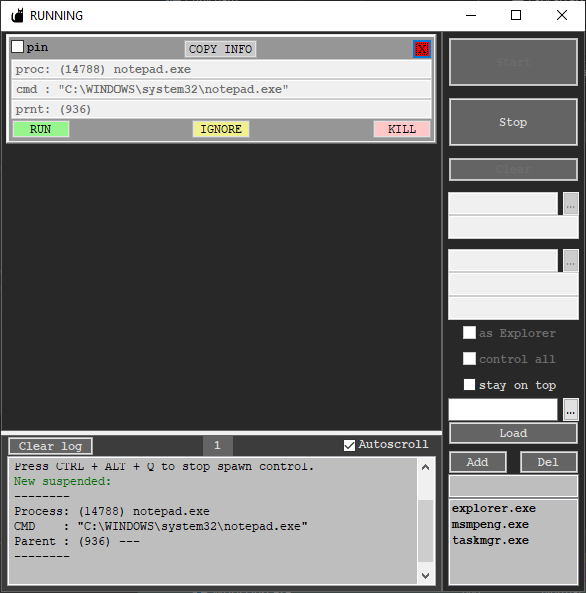 RUNNING
pin
COPY INFO
X
proc: (14788) notepad.exe
cmd : "C:\WINDOWS\system32\notepad.exe"
prnt: (936)
RUN
IGNORE
KILL
Start
Stop
Clear
...
...
as Explorer
control all
stay on top
...
Load
Add
Del
explorer.exe
msmpeng.exe
taskmgr.exe
Clear log
1
Autoscroll
Press CTRL + ALT + Q to stop spawn control.
New suspended:
--------
Process: (14788) notepad.exe
CMD    : "C:\WINDOWS\system32\notepad.exe"
Parent : (936) ---
--------